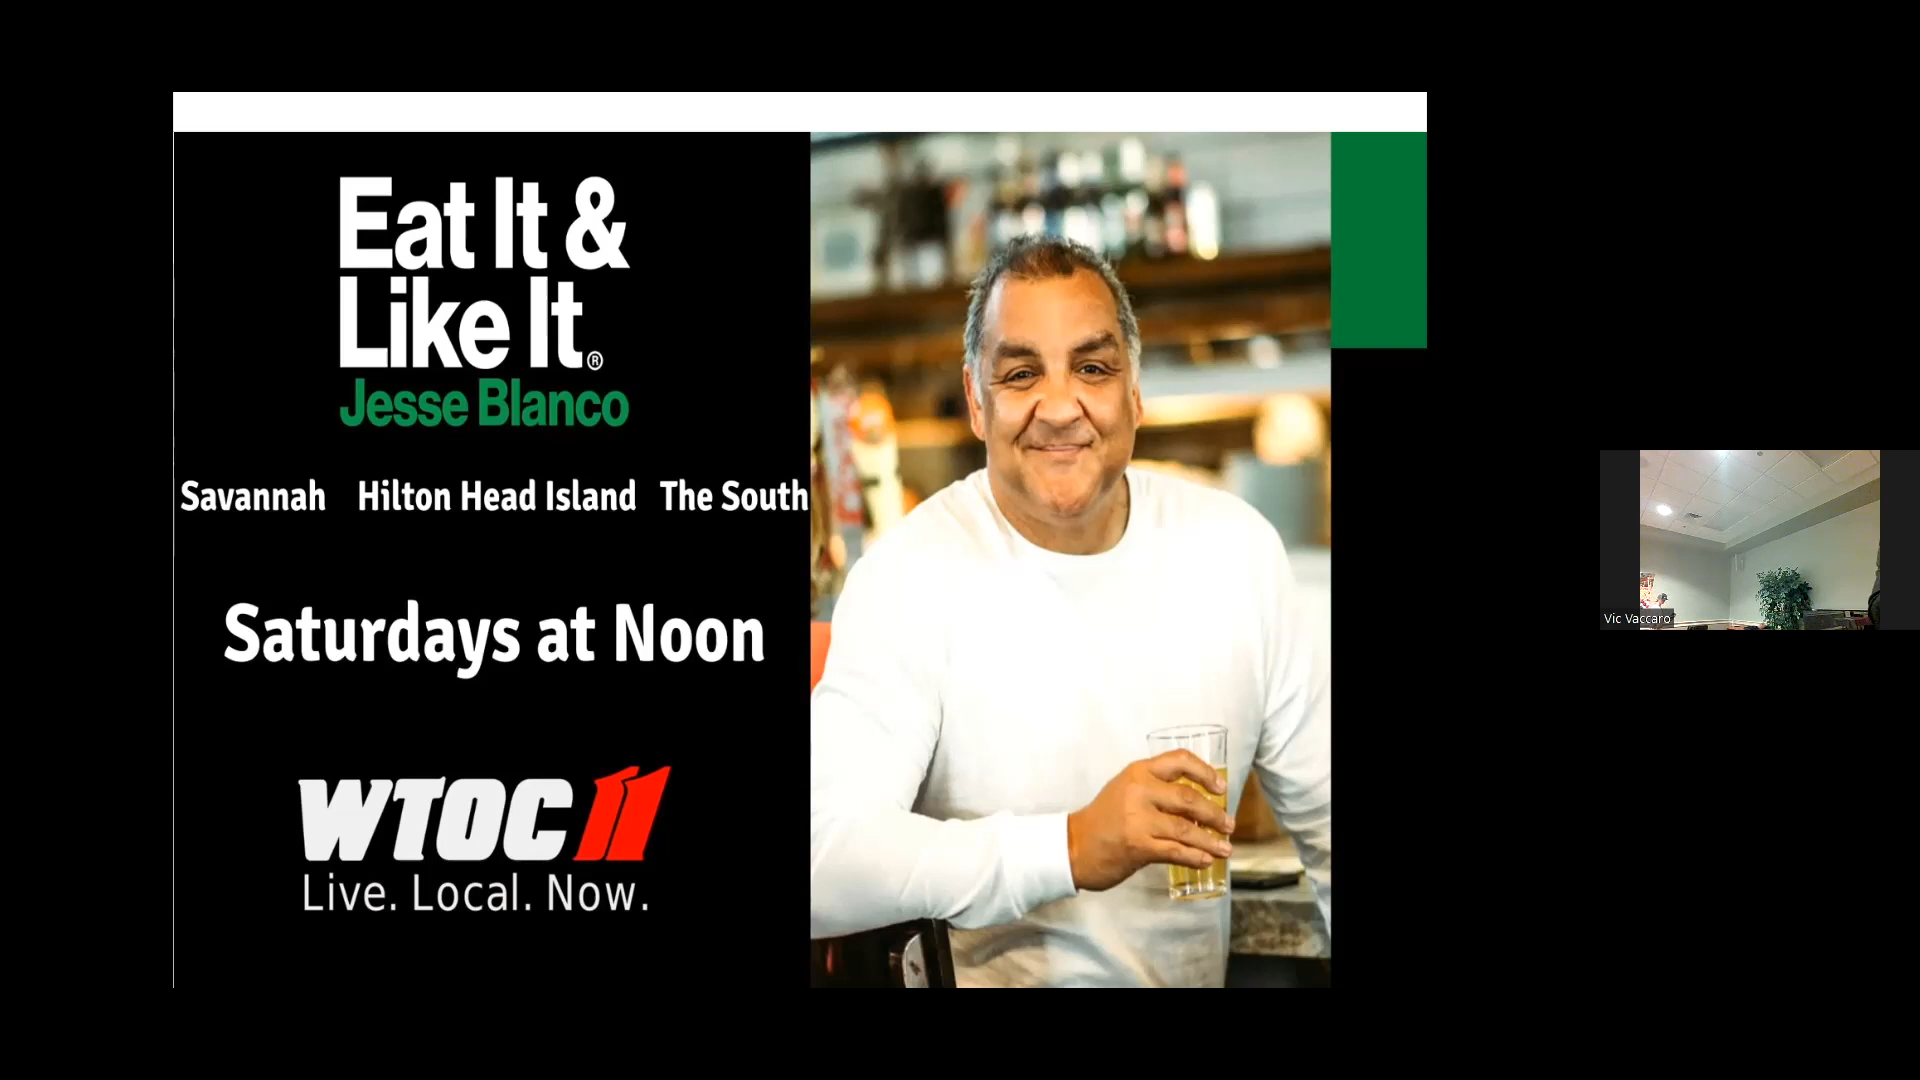 Eat It &
Like It.®
Jesse Blanco
Savannah Hilton Head Island The South
Saturdays at Noon
WTOC 11
Live. Local. Now.
Vic Vaccaro